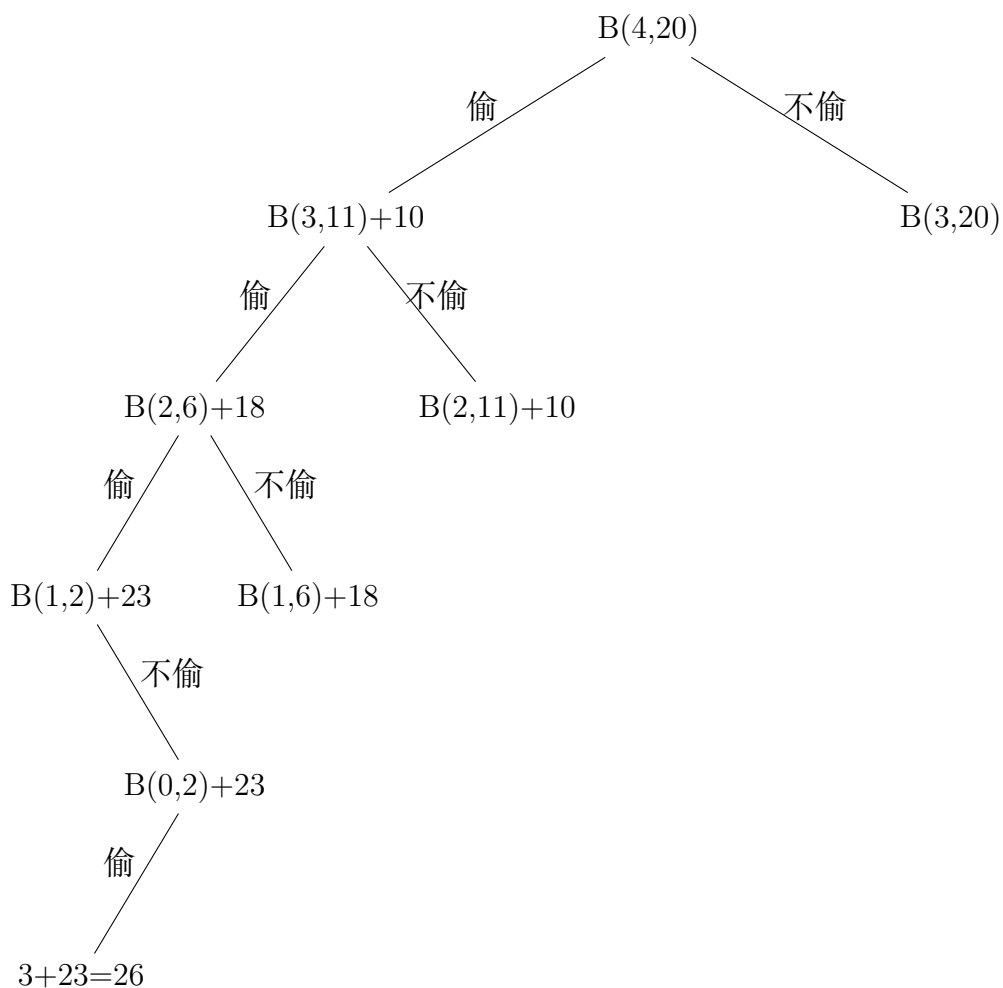 B(4,20)
偷
不偷
B(3,11)+10
B(3,20)
偷
不偷
B(2,6)+18
B(2,11)+10
偷
不偷
B(1,2)+23
B(1,6)+18
不偷
B(0,2)+23
偷
3+23=26